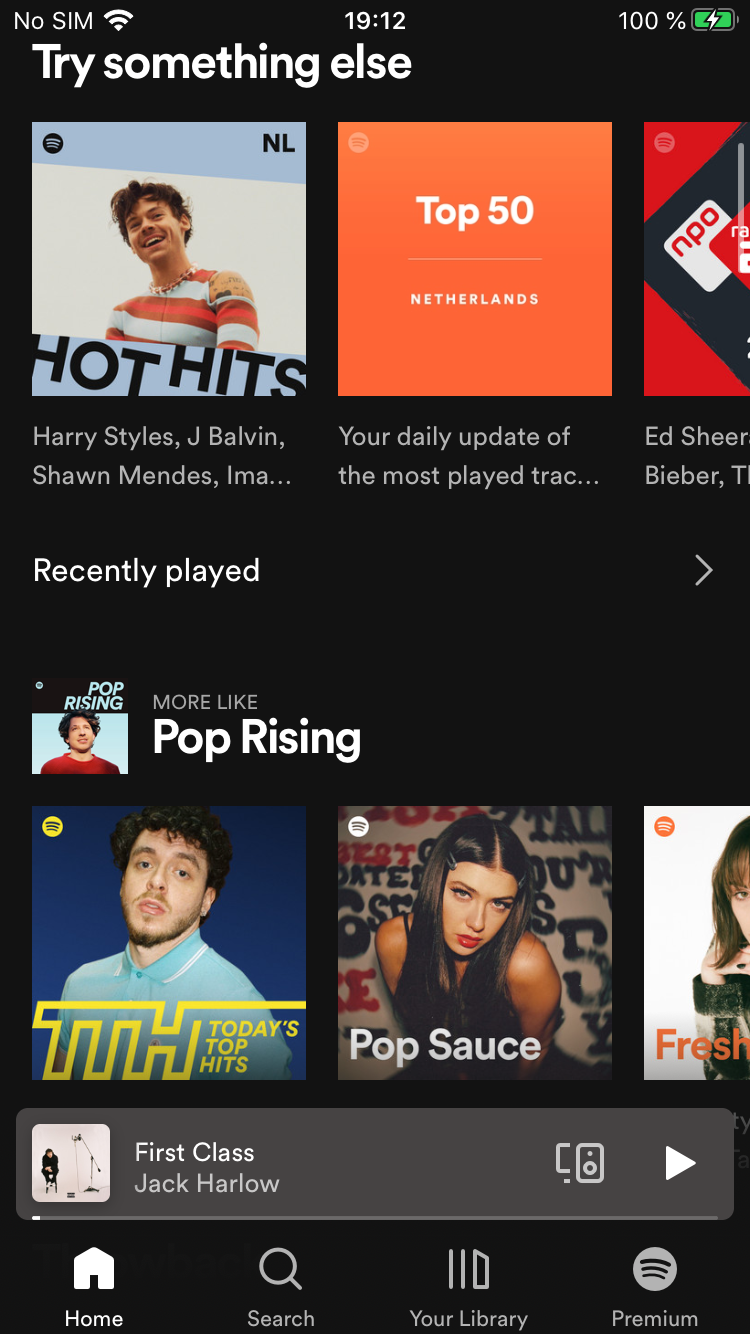 No SIM 19:12 100 %
Try something else
NL
HOT HITS
Top 50
NETHERLANDS
npo
Harry Styles, J Balvin,
Shawn Mendes, Ima...
Your daily update of
the most played trac...
Ed Sheer
Bieber, T
Recently played
POP
RISING
MORE LIKE
Pop Rising
TTH
TODAY'S
TOP
HITS
Pop Sauce
Fresh
First Class
Jack Harlow
Home
Search
Your Library
Premium